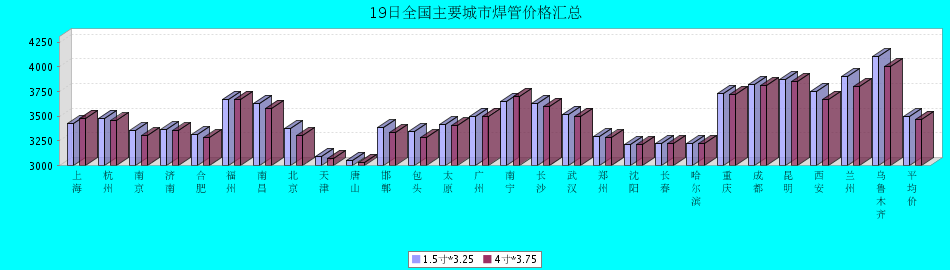 19日全国主要城市焊管价格汇总
4250
4000
3750
3500
3250
3000
上海
杭州
南京
济南
合肥
福州
南昌
北京
天津
唐山
邯郸
包头
太原
广州
南宁
长沙
武汉
郑州
沈阳
长春
哈尔滨
重庆
成都
昆明
西安
兰州
乌鲁木齐
平均价
1.5寸*3.25
4寸*3.75